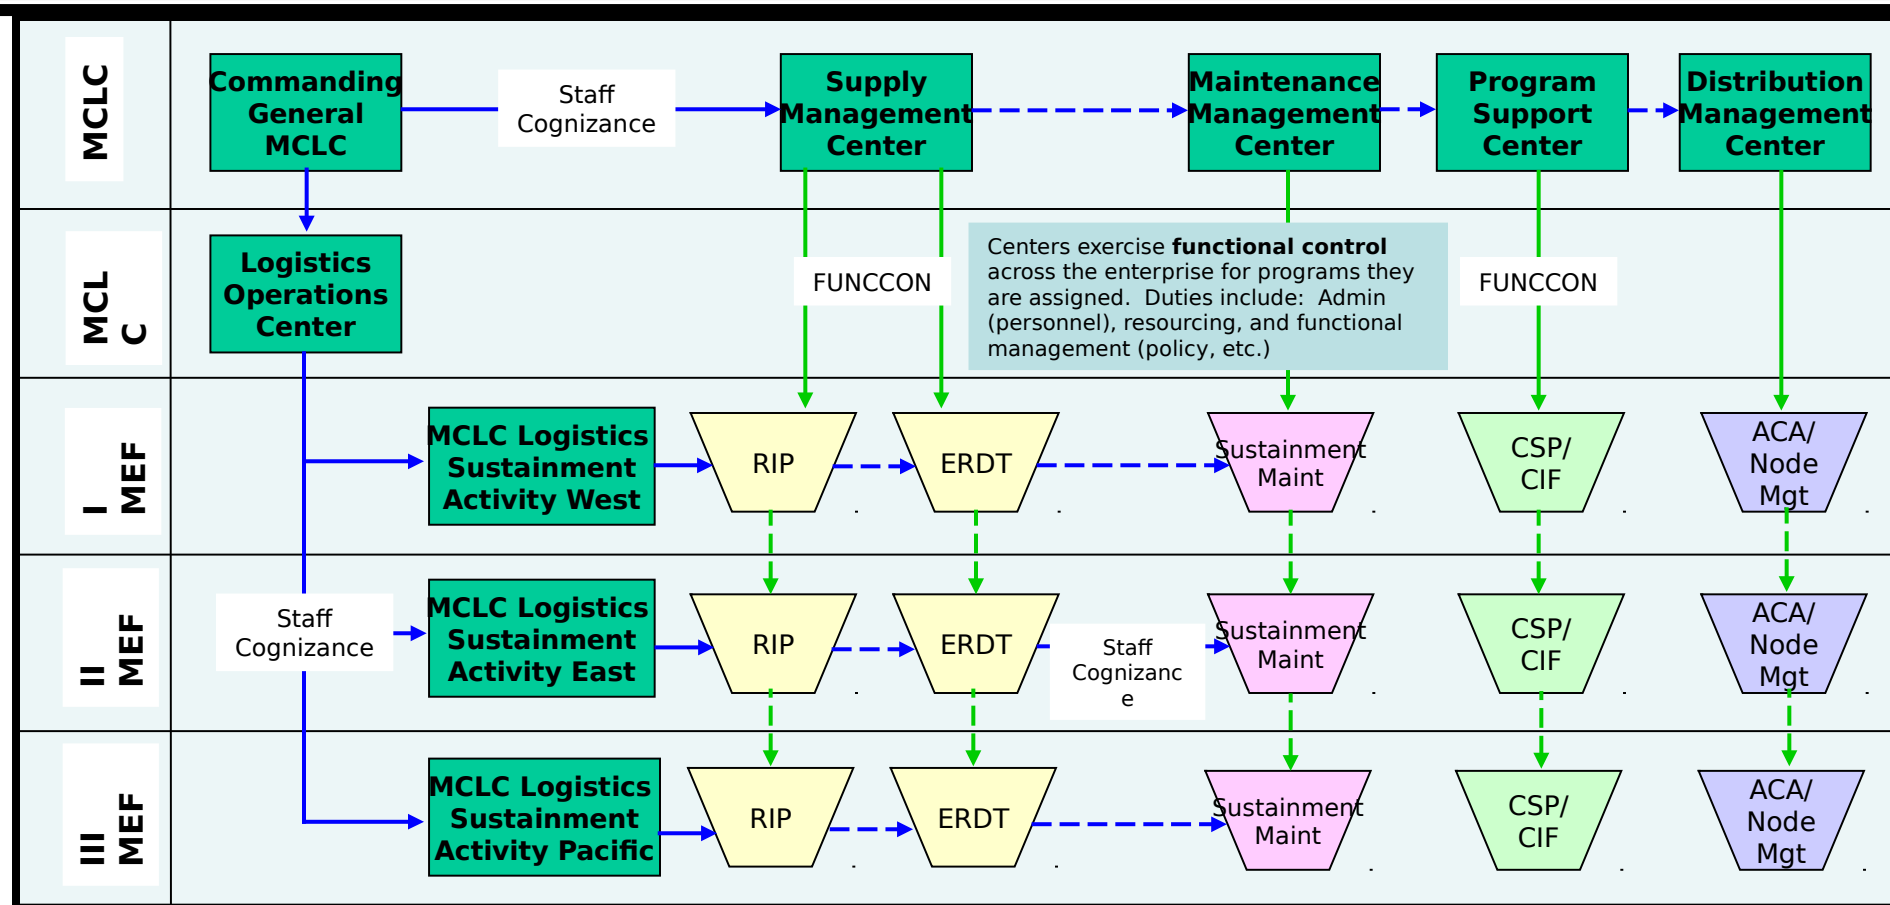 MCLC
Commanding
General
MCLC
Staff
Cognizance
Supply
Management
Center
Maintenance
Management
Center
Program
Support
Center
Distribution
Management
Center
MCL
C
Logistics
Operations
Center
FUNCCON
Centers exercise functional control
across the enterprise for programs they
are assigned.  Duties include:  Admin
(personnel), resourcing, and functional
management (policy, etc.)
FUNCCON
I
MEF
MCLC Logistics
Sustainment
Activity West
RIP
ERDT
Sustainment
Maint
CSP/
CIF
ACA/
Node
Mgt
II
MEF
Staff
Cognizance
MCLC Logistics
Sustainment
Activity East
RIP
ERDT
Staff
Cognizanc
e
Sustainment
Maint
CSP/
CIF
ACA/
Node
Mgt
III
MEF
MCLC Logistics
Sustainment
Activity Pacific
RIP
ERDT
Sustainment
Maint
CSP/
CIF
ACA/
Node
Mgt